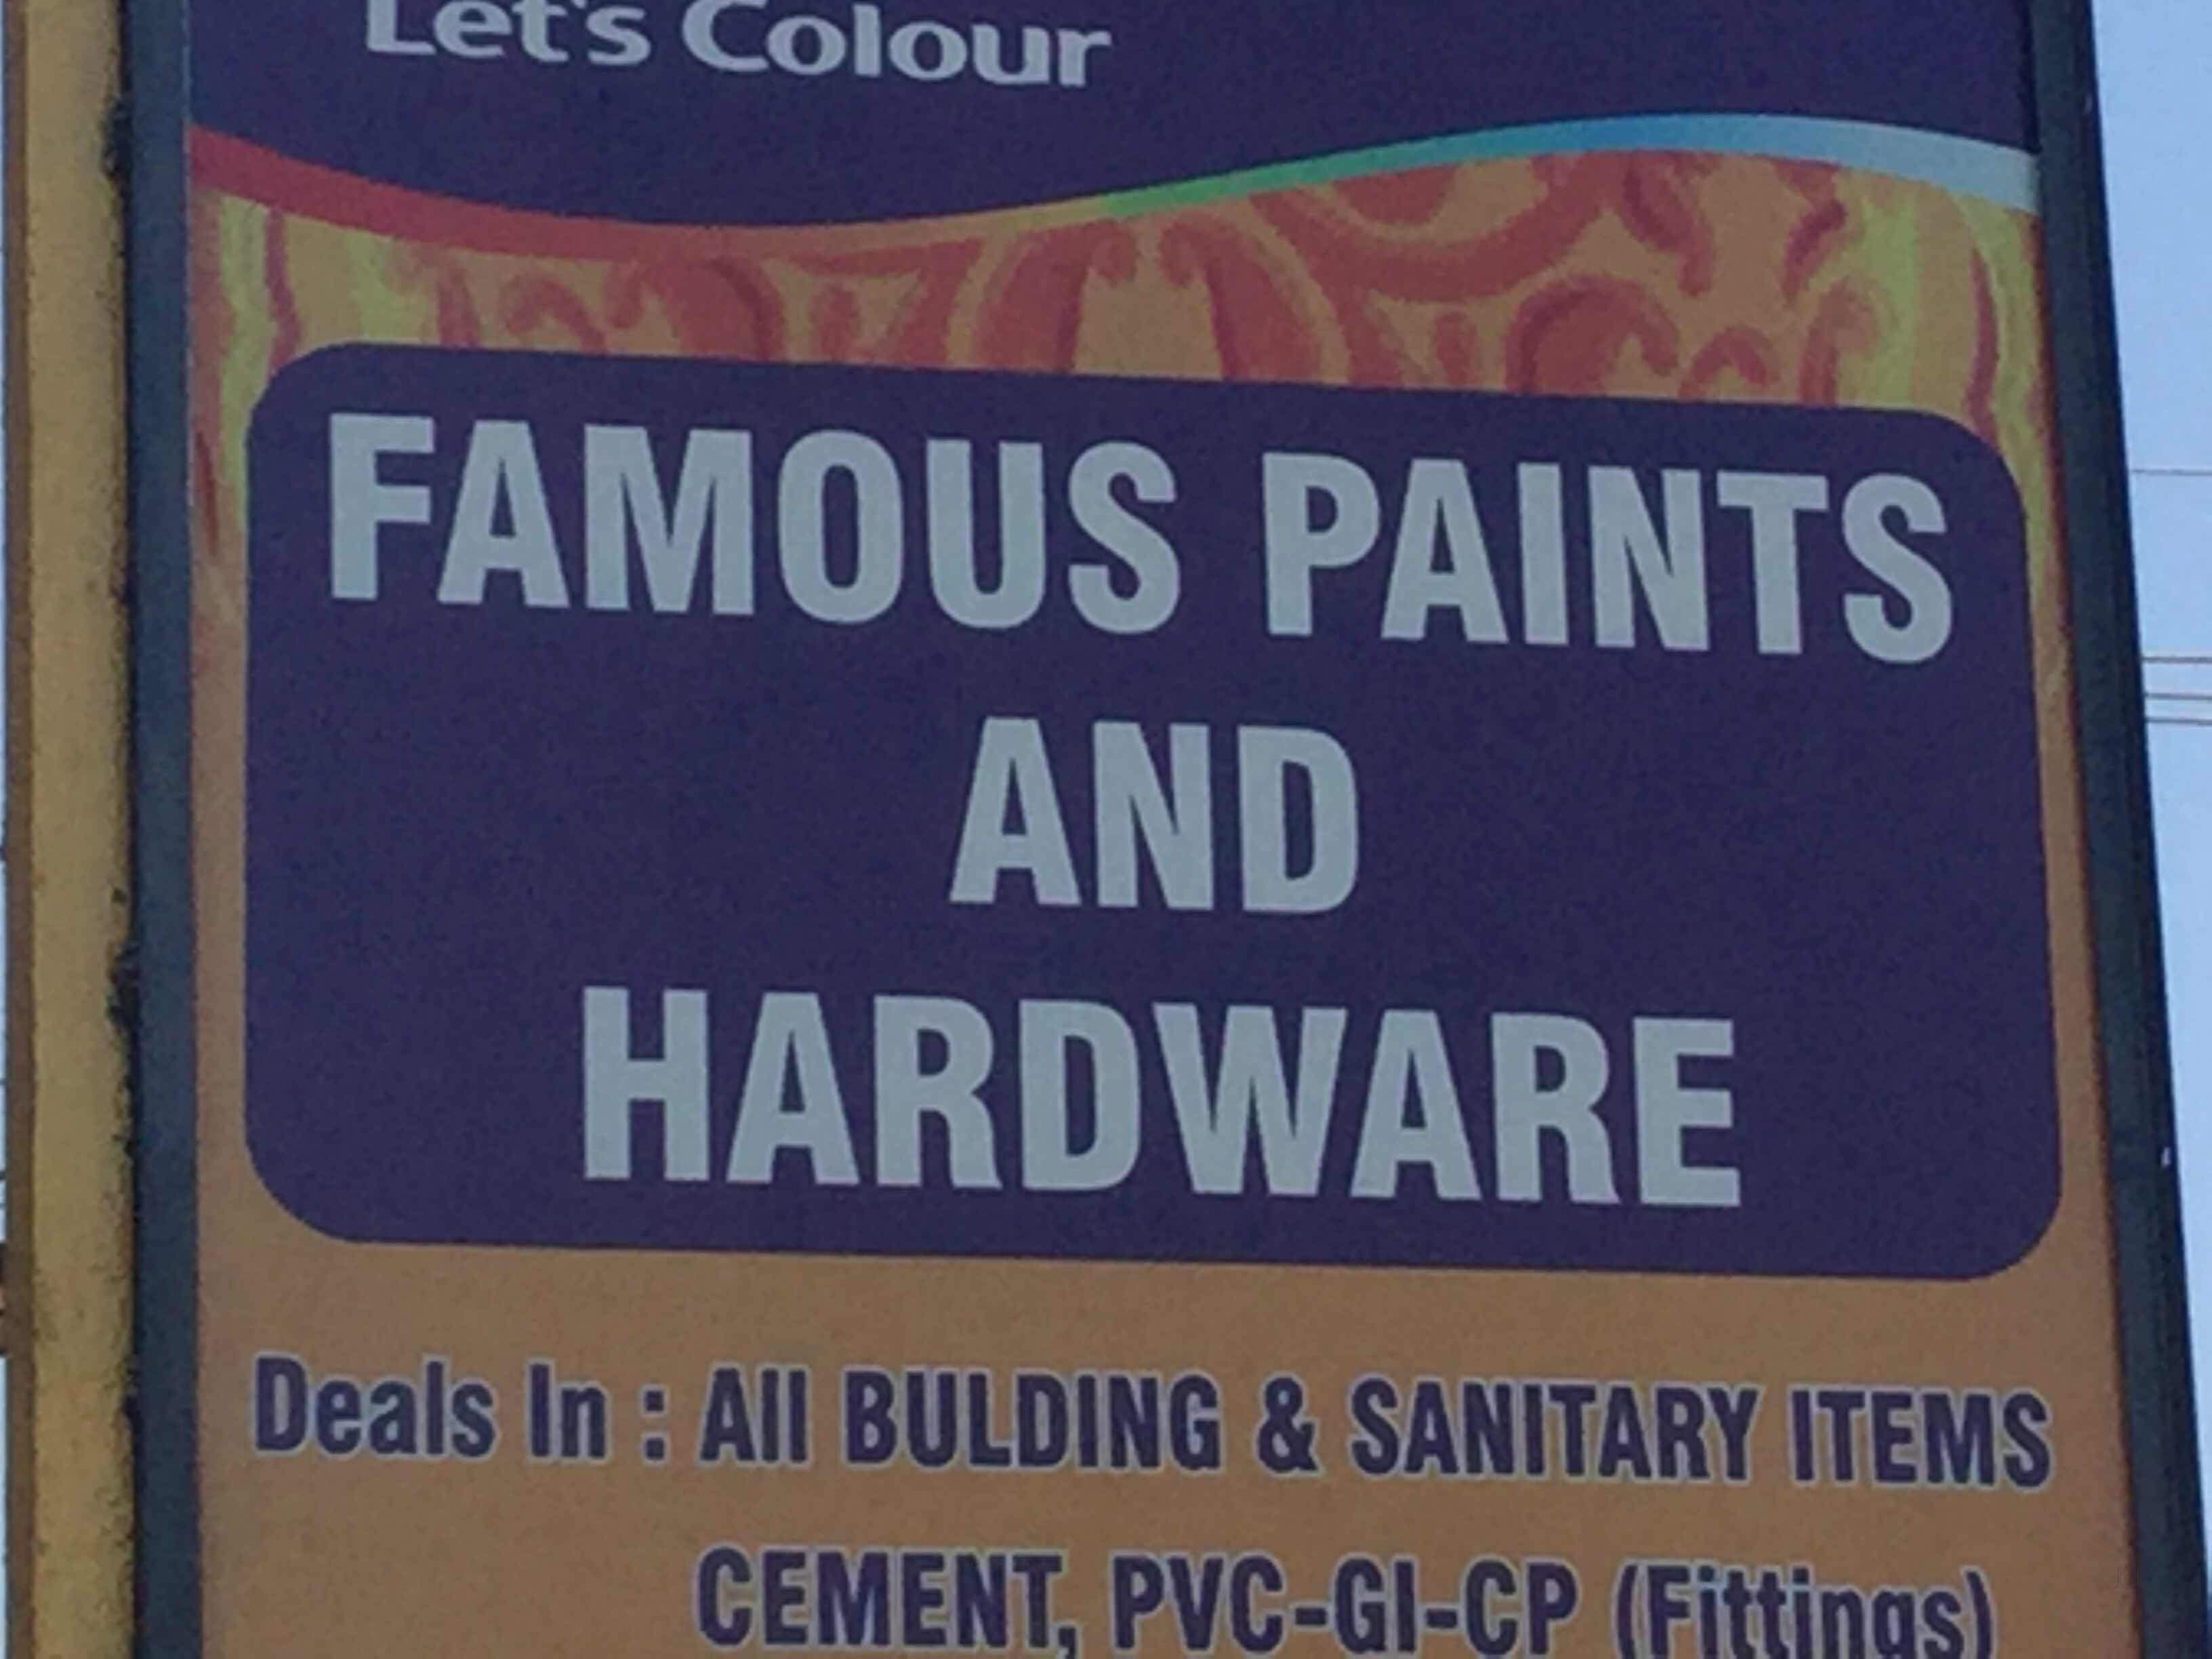 Let's Colour
FAMOUS PAINTS
AND
HARDWARE
Deals In : All BULDING & SANITARY ITEMS
CEMENT, PVC-GI-CP (Fittings)